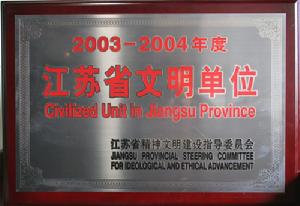 2003-2004年度
江苏省文明单位
Civilized Unit in Jiangsu Province
江苏省精神文明建设指导委员会
JIANGSU PROVINCIAL STEERING COMMITTEE
FOR IDEOLOGICAL AND ETHICAL ADVANCEMENT